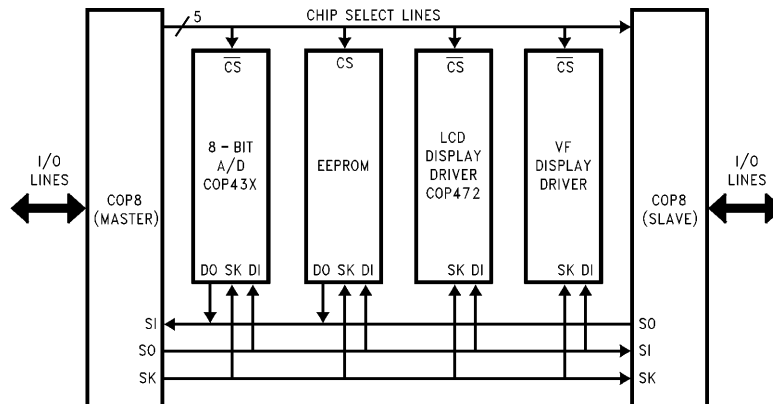 5
CHIP SELECT LINES
CS
CS
CS
CS
8 - BIT
A/D
COP43X
EEPROM
LCD
DISPLAY
DRIVER
COP472
VF
DISPLAY
DRIVER
I/O
LINES
COP8
(MASTER)
COP8
(SLAVE)
I/O
LINES
DO SK DI
DO SK DI
SK DI
SK DI
SI
SO
SO
SI
SK
SK